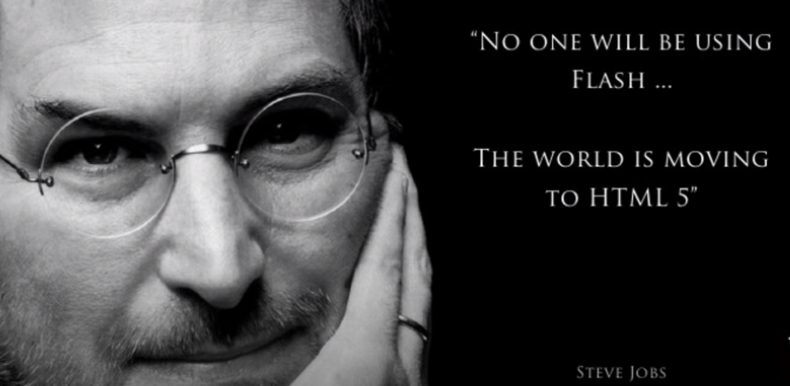 “No one will be using
Flash ...
The world is moving
to HTML 5”
Steve Jobs